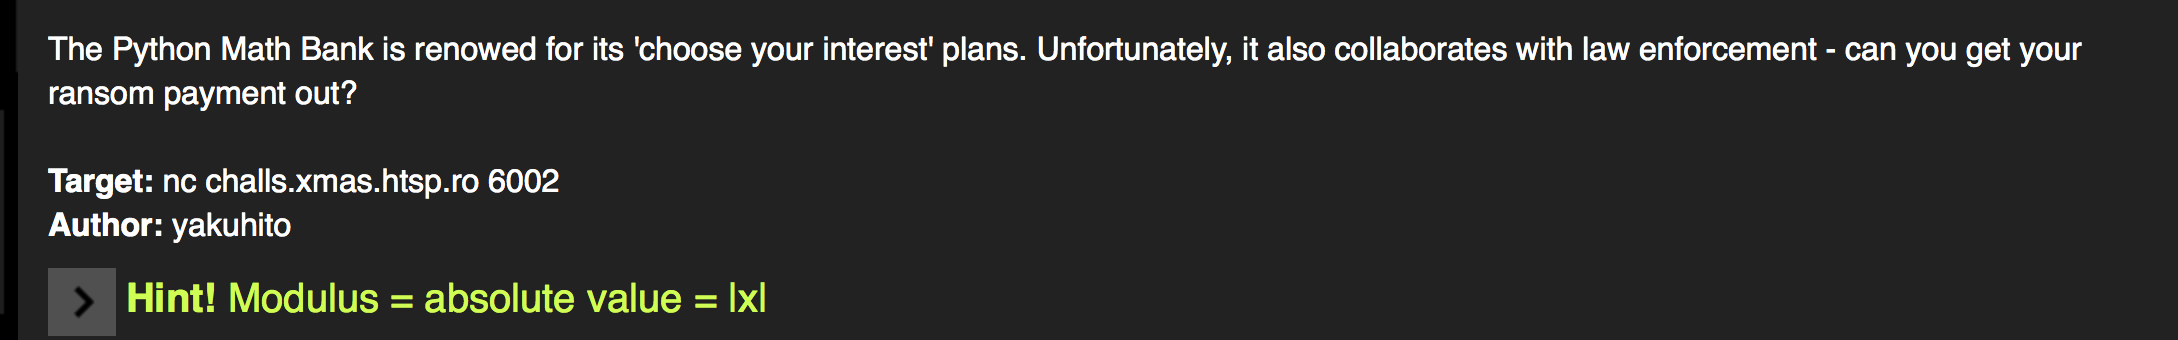 The Python Math Bank is renowed for its 'choose your interest' plans. Unfortunately, it also collaborates with law enforcement - can you get your
ransom payment out?
Target: nc challs.xmas.htsp.ro 6002
Author: yakuhito
Hint! Modulus = absolute value = |x|